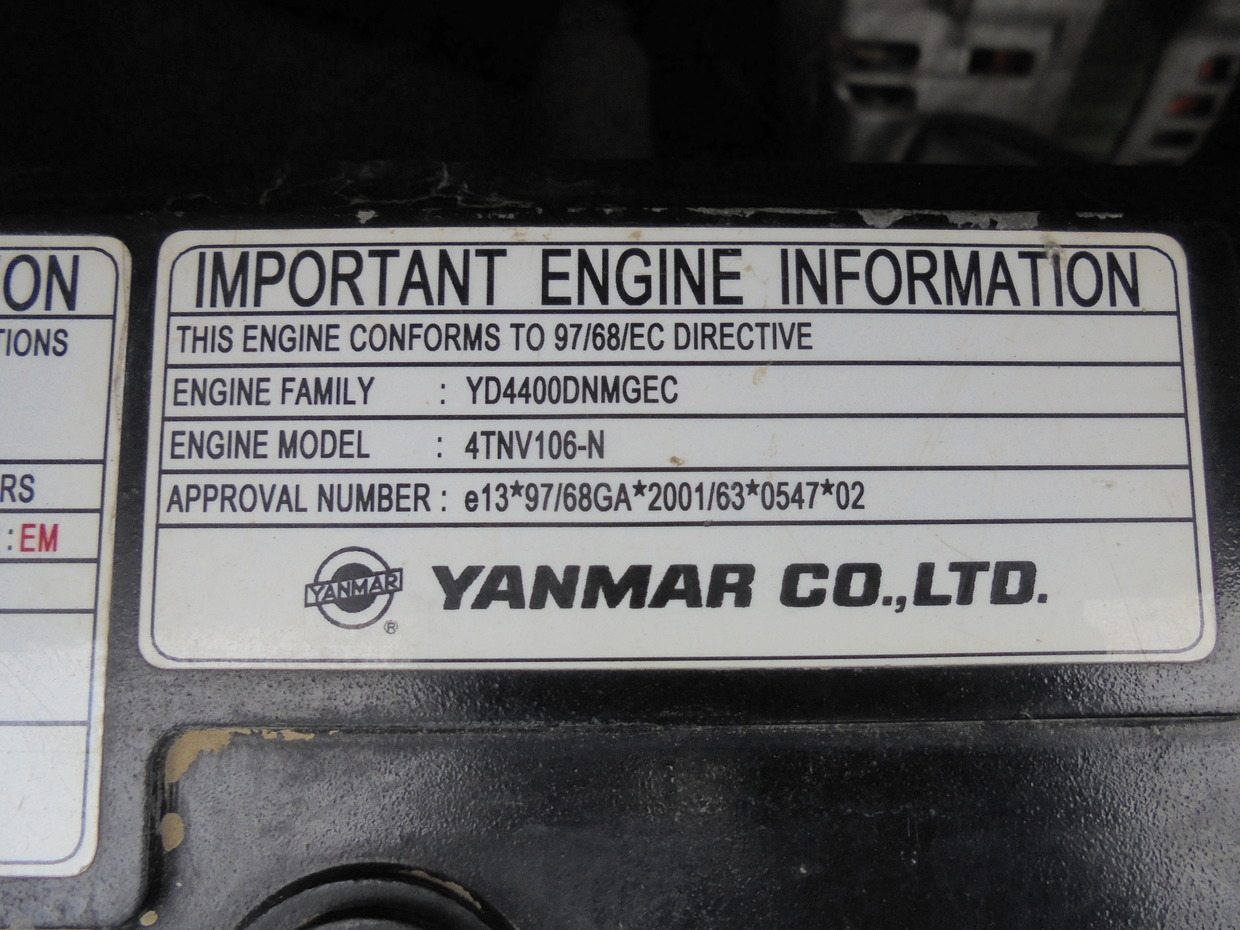 ON
TIONS
RS
: EM
IMPORTANT ENGINE INFORMATION
THIS ENGINE CONFORMS TO 97/68/EC DIRECTIVE
ENGINE FAMILY : YD4400DNMGEC
ENGINE MODEL : 4TNV106-N
APPROVAL NUMBER : e13*97/68GA*2001/63*0547*02
YANMAR ® YANMAR CO.,LTD.